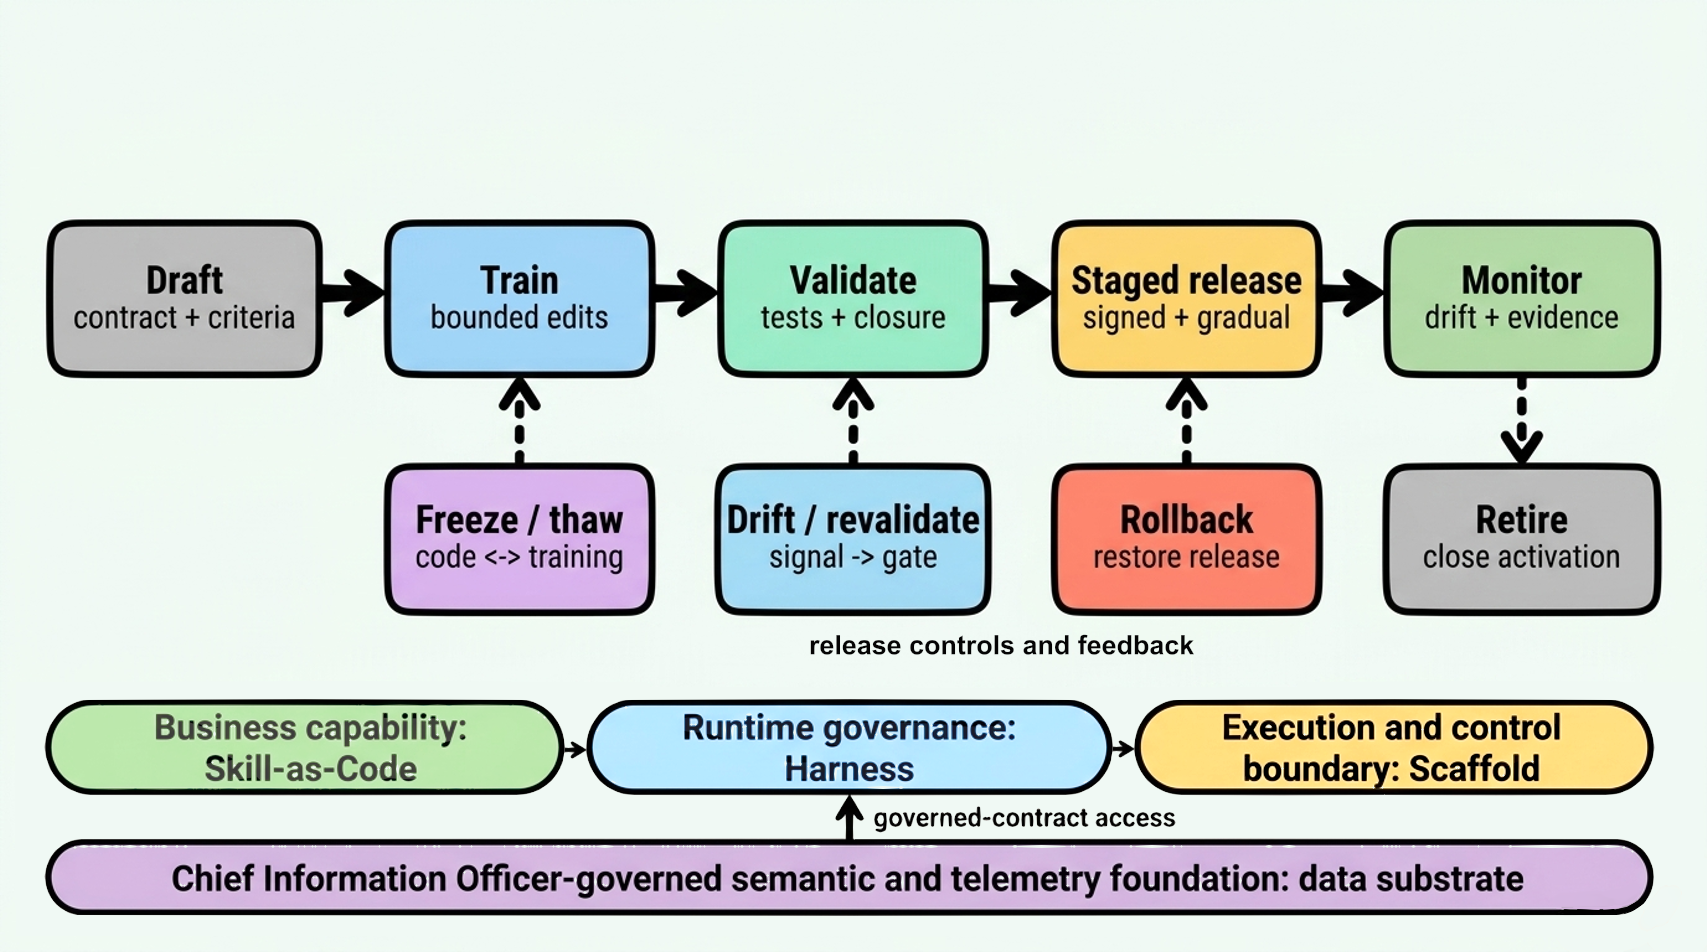 Draft
contract + criteria
Train
bounded edits
Validate
tests + closure
Staged release
signed + gradual
Monitor
drift + evidence
Freeze / thaw
code <-> training
Drift / revalidate
signal -> gate
Rollback
restore release
Retire
close activation
release controls and feedback
Business capability:
Skill-as-Code
Runtime governance:
Harness
Execution and control
boundary: Scaffold
governed-contract access
Chief Information Officer-governed semantic and telemetry foundation: data substrate